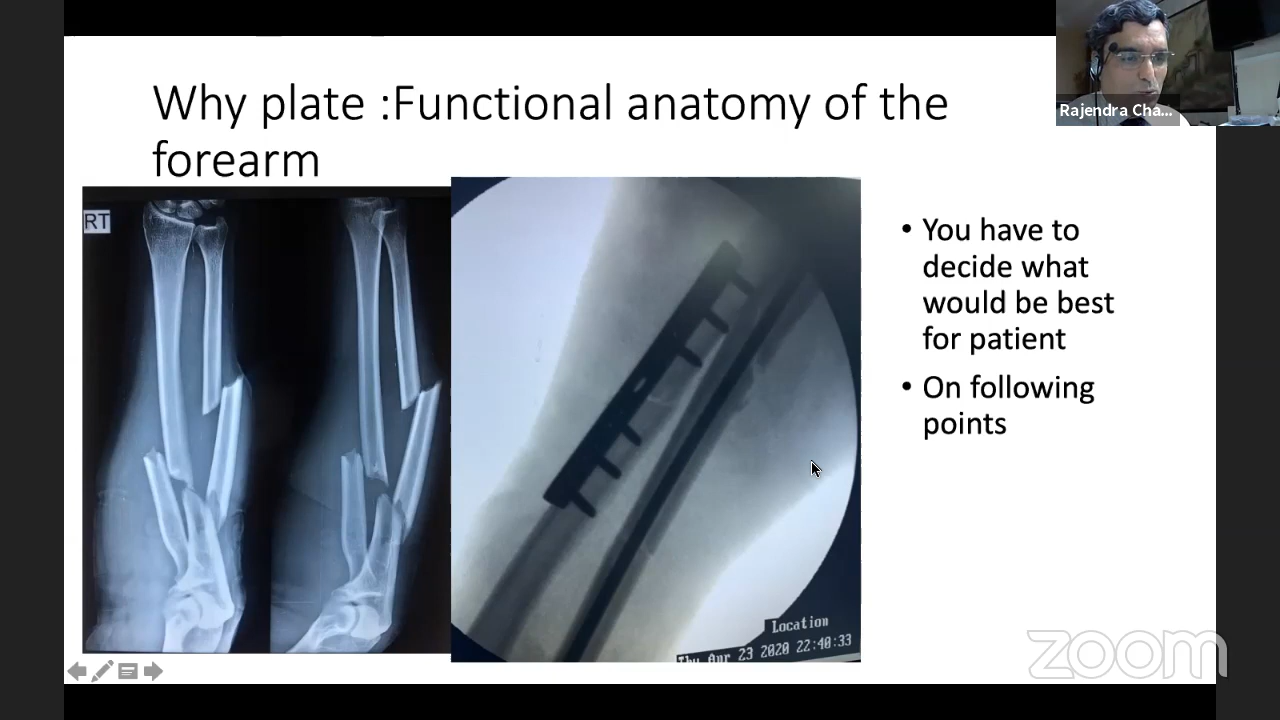 Rajendra Cha...
Why plate :Functional anatomy of the
forearm
RT
• You have to
decide what
would be best
for patient
• On following
points
Location
Thu Apr 23 2020 22:40:33
zoom